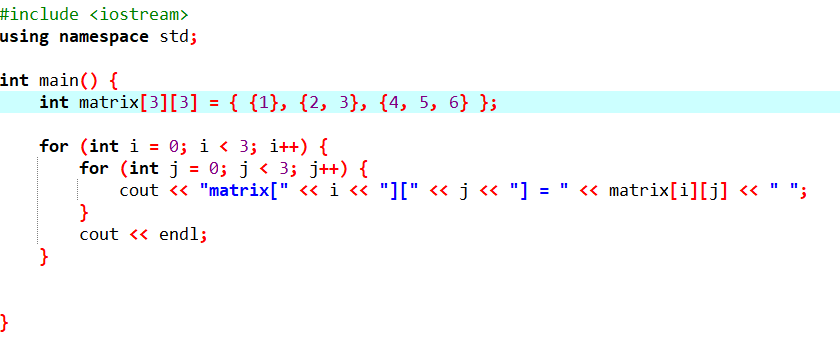 #include <iostream>
using namespace std;
int main() {
    int matrix[3][3] = { {1}, {2, 3}, {4, 5, 6} };
    for (int i = 0; i < 3; i++) {
        for (int j = 0; j < 3; j++) {
            cout << "matrix[" << i << "][" << j << "] = " << matrix[i][j] << " ";
        }
        cout << endl;
    }
}